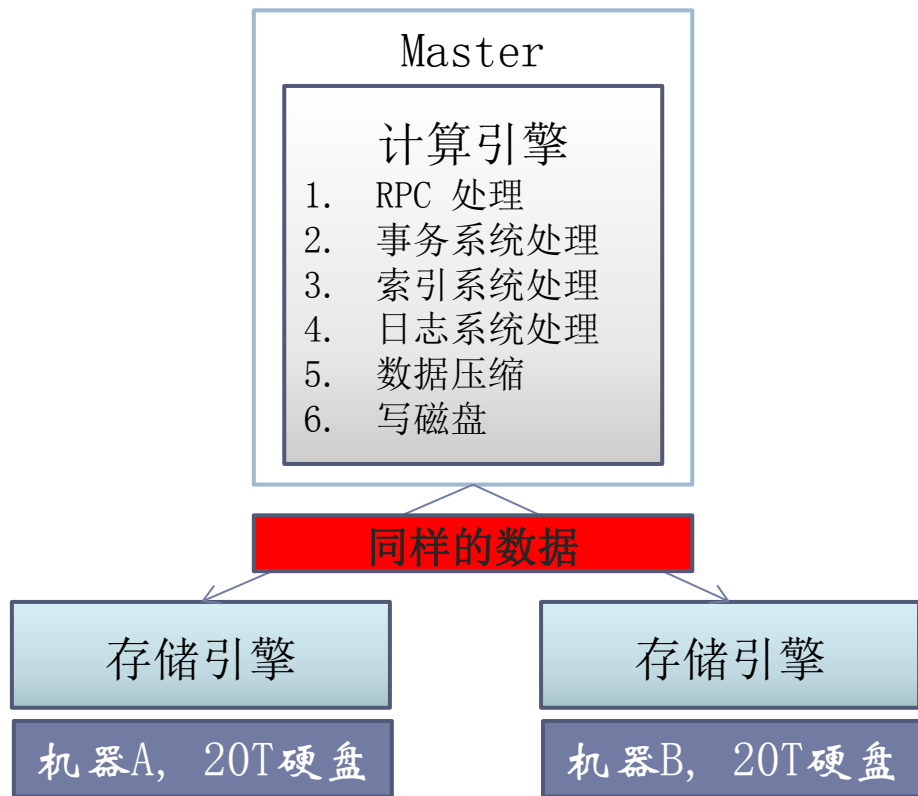 Master
计算引擎
1. RPC 处理
2. 事务系统处理
3. 索引系统处理
4. 日志系统处理
5. 数据压缩
6. 写磁盘
同样的数据
存储引擎
存储引擎
机器A, 20T硬盘
机器B, 20T硬盘